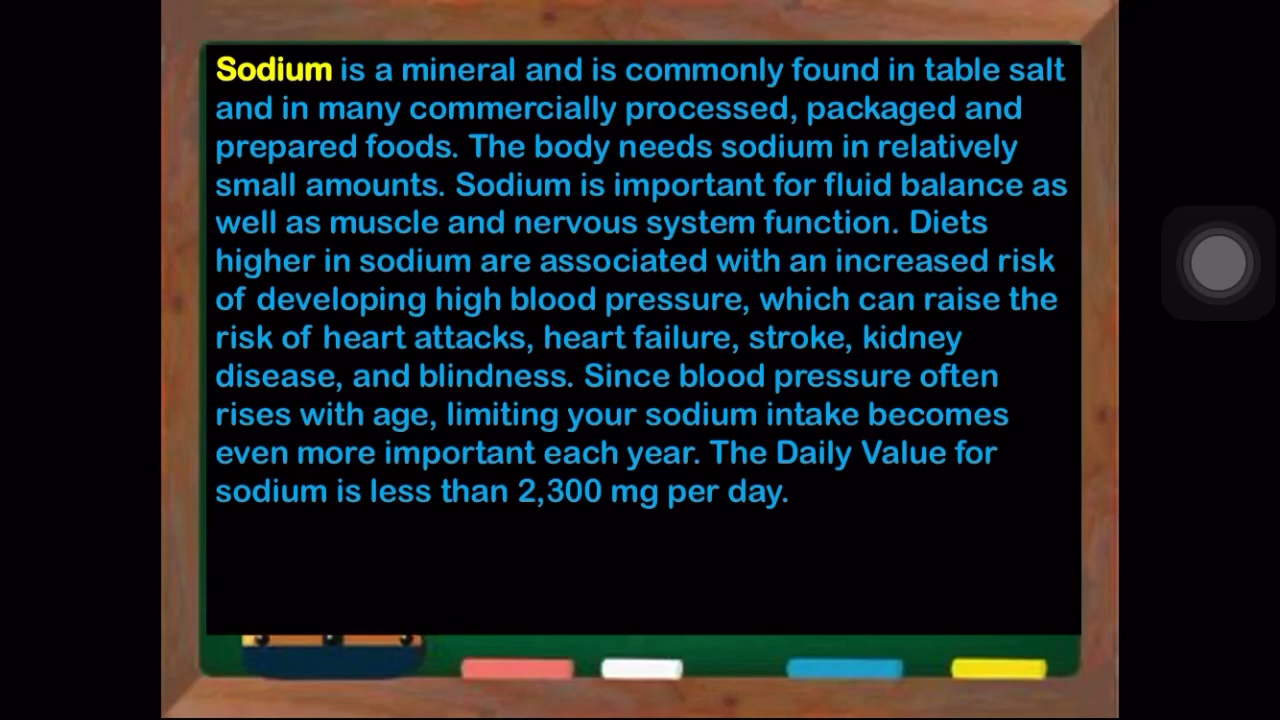 Sodium is a mineral and is commonly found in table salt
and in many commercially processed, packaged and
prepared foods. The body needs sodium in relatively
small amounts. Sodium is important for fluid balance as
well as muscle and nervous system function. Diets
higher in sodium are associated with an increased risk
of developing high blood pressure, which can raise the
risk of heart attacks, heart failure, stroke, kidney
disease, and blindness. Since blood pressure often
rises with age, limiting your sodium intake becomes
even more important each year. The Daily Value for
sodium is less than 2,300 mg per day.